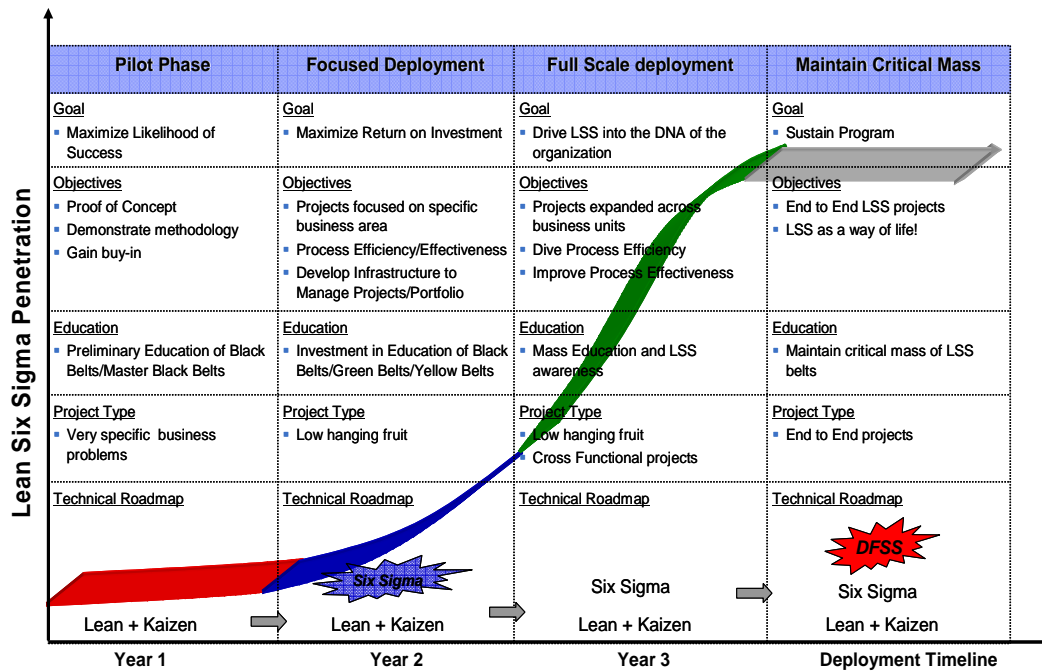 Lean Six Sigma Penetration
Pilot Phase
Goal
Maximize Likelihood of
Success
Objectives
Proof of Concept
Demonstrate methodology
Gain buy-in
Education
Preliminary Education of Black
Belts/Master Black Belts
Project Type
Very specific business
problems
Technical Roadmap
Lean + Kaizen
Year 1
Focused Deployment
Goal
Maximize Return on Investment
Objectives
Projects focused on specific
business area
Process Efficiency/Effectiveness
Develop Infrastructure to
Manage Projects/Portfolio
Education
Investment in Education of Black
Belts/Green Belts/Yellow Belts
Project Type
Low hanging fruit
Technical Roadmap
Six Sigma
Lean + Kaizen
Year 2
Full Scale deployment
Goal
Drive LSS into the DNA of the
organization
Objectives
Projects expanded across
business units
Dive Process Efficiency
Improve Process Effectiveness
Education
Mass Education and LSS
awareness
Project Type
Low hanging fruit
Cross Functional projects
Technical Roadmap
Six Sigma
Lean + Kaizen
Year 3
Maintain Critical Mass
Goal
Sustain Program
Objectives
End to End LSS projects
LSS as a way of life!
Education
Maintain critical mass of LSS
belts
Project Type
End to End projects
Technical Roadmap
DFSS
Six Sigma
Lean + Kaizen
Deployment Timeline